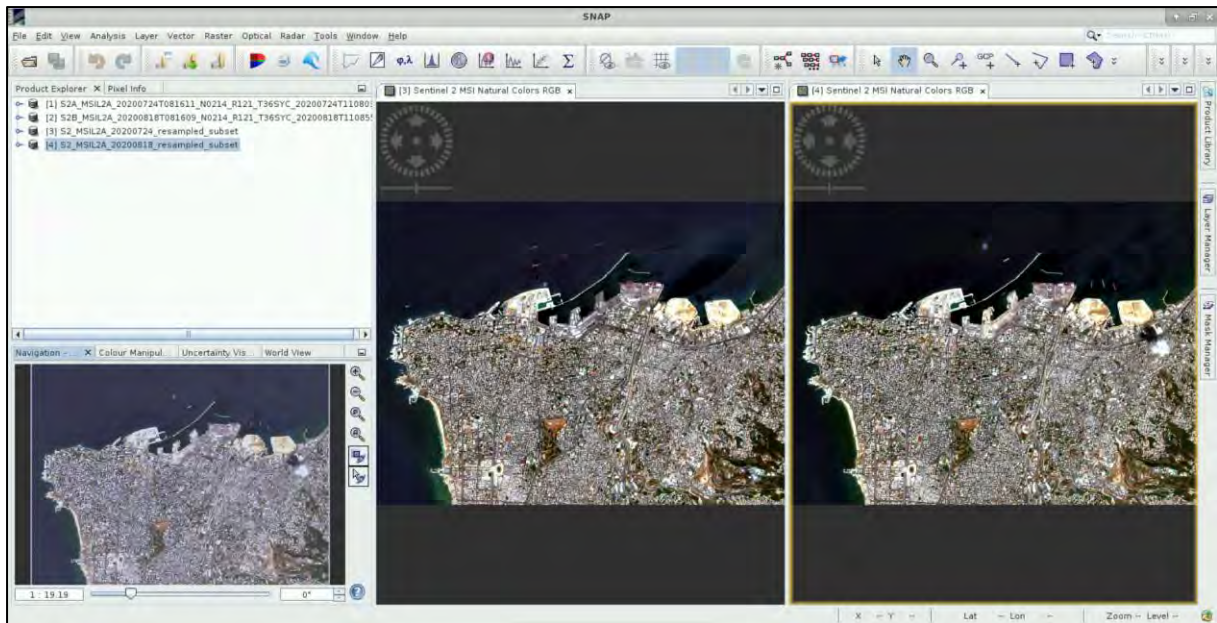 SNAP
File Edit View Analysis Layer Vector Raster Optical Radar Tools Window Help
φ,λ Σ GCP
Product Explorer Pixel Info
[1] S2A_MSIL2A_20200724T081611_N0214_R121_T36SYC_20200724T11080
[2] S2B_MSIL2A_20200818T081609_N0214_R121_T36SYC_20200818T11085
[3] S2_MSIL2A_20200724_resampled_subset
[4] S2_MSIL2A_20200818_resampled_subset
[3] Sentinel 2 MSI Natural Colors RGB
[4] Sentinel 2 MSI Natural Colors RGB
Product Library
Layer Manager
Mask Manager
Navigation - ... Colour Manipul... Uncertainty Vis... World View
1 : 19.19
0°
X -- Y -- Lat -- Lon -- Zoom -- Level --